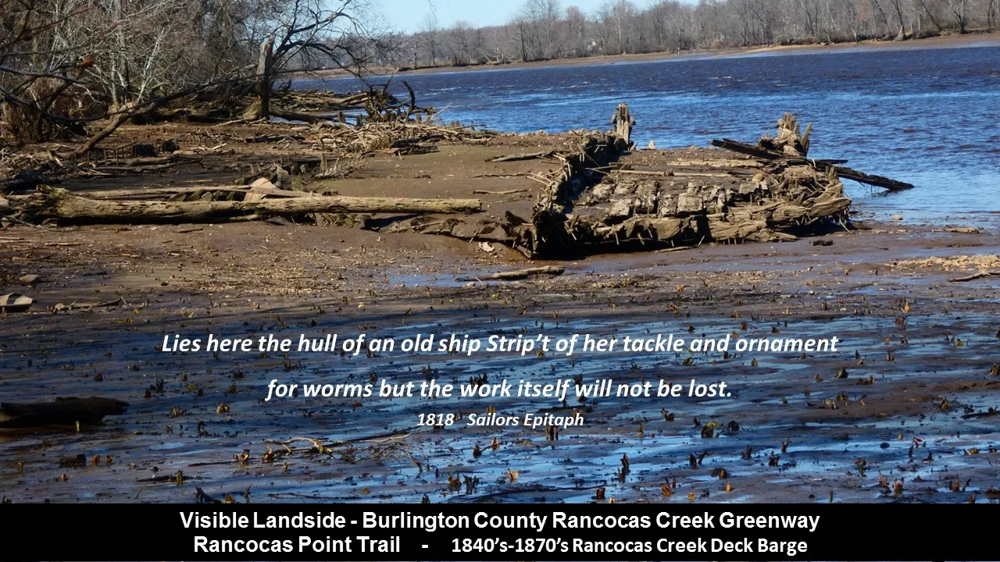 Lies here the hull of an old ship Strip’t of her tackle and ornament
for worms but the work itself will not be lost.
1818 Sailors Epitaph
Visible Landside - Burlington County Rancocas Creek Greenway
Rancocas Point Trail - 1840’s-1870’s Rancocas Creek Deck Barge